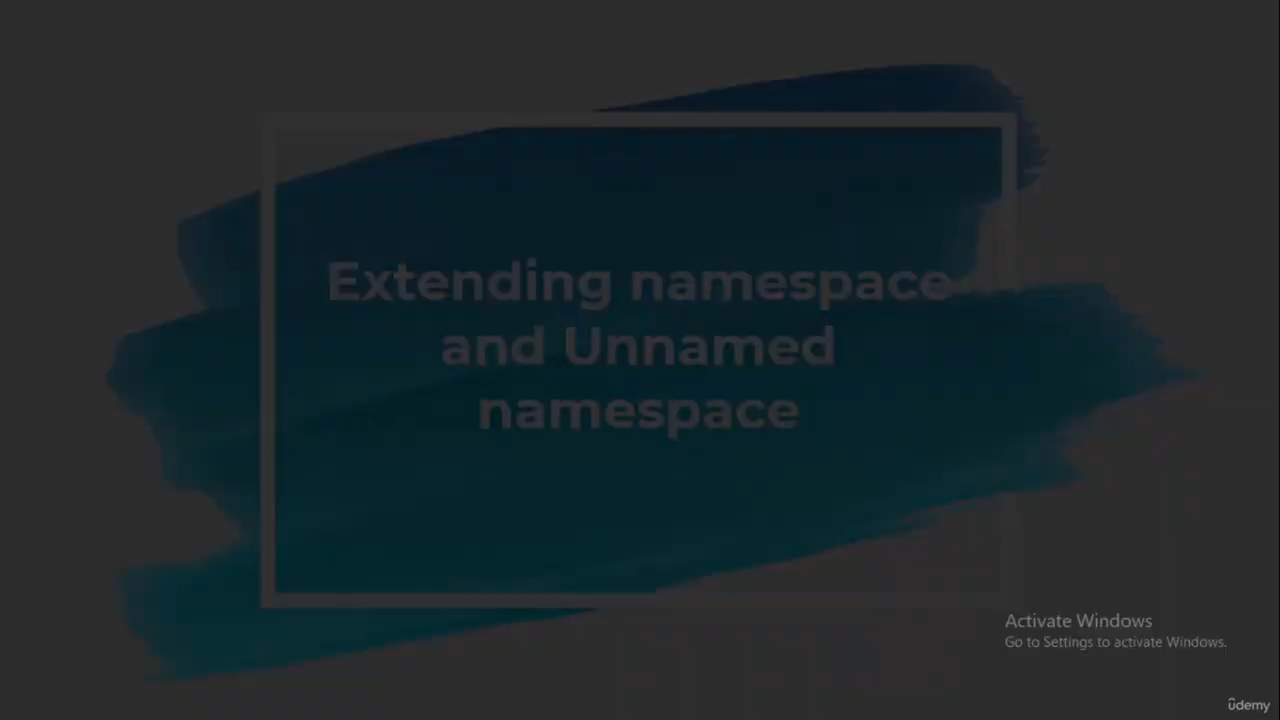 Extending namespace
and Unnamed
namespace
Activate Windows
Go to Settings to activate Windows.
ûdemy